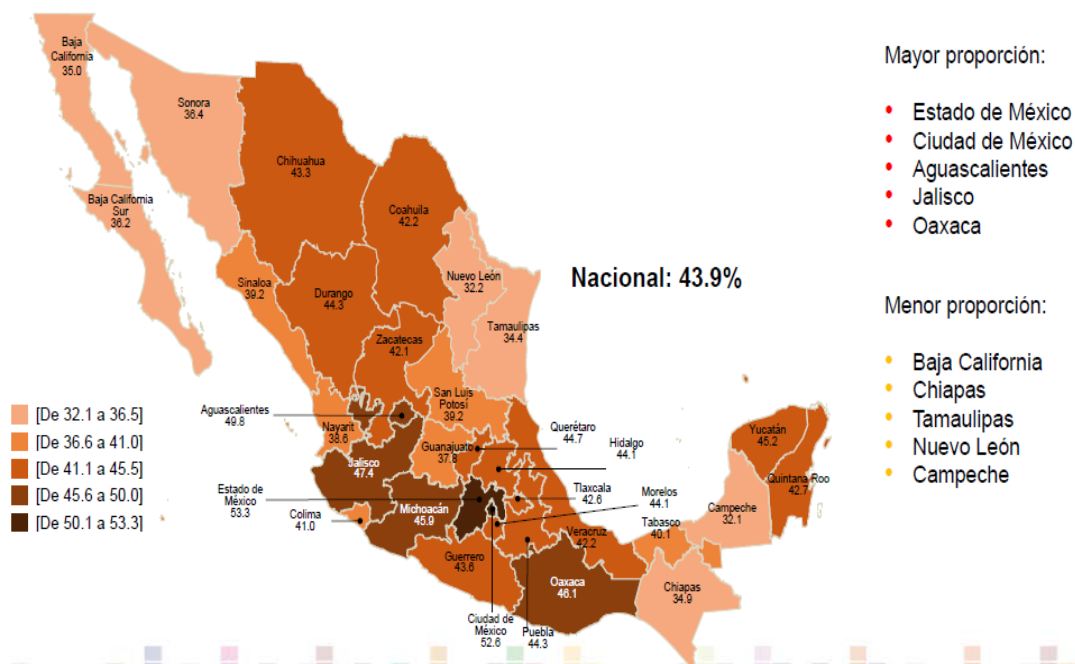 Baja
California
35.0
Sonora
36.4
Chihuahua
43.3
Coahuila
42.2
Baja California
Sur
36.2
Nuevo León
32.2
Sinaloa
39.2
Durango
44.3
Tamaulipas
34.4
Zacatecas
42.1
San Luís
Potosí
39.2
Nacional: 43.9%
Aguascalientes
49.8
Nayarit
38.6
Guanajuato
37.8
Querétaro
44.7
Hidalgo
44.1
Yucatán
45.2
Jalisco
47.4
Quintana Roo
42.7
Estado de
México
53.3
Colima
41.0
Michoacán
45.9
Tlaxcala
42.6
Morelos
44.1
Campeche
32.1
Veracruz
42.2
Tabasco
40.1
Guerrero
43.6
Oaxaca
46.1
Chiapas
34.9
Ciudad de
México
52.6
Puebla
44.3
[De 32.1 a 36.5]
[De 36.6 a 41.0]
[De 41.1 a 45.5]
[De 45.6 a 50.0]
[De 50.1 a 53.3]
Mayor proporción:
• Estado de México
• Ciudad de México
• Aguascalientes
• Jalisco
• Oaxaca
Menor proporción:
• Baja California
• Chiapas
• Tamaulipas
• Nuevo León
• Campeche